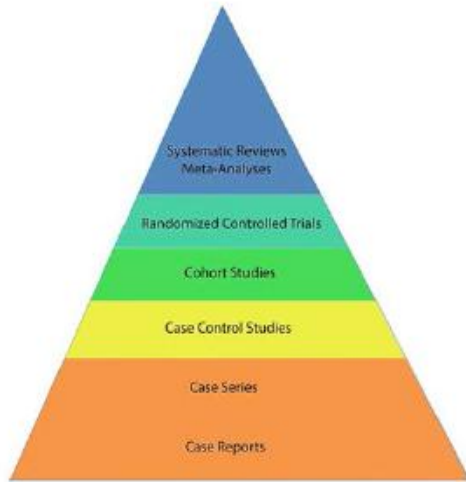 Systematic Reviews
Meta-Analyses
Randomized Controlled Trials
Cohort Studies
Case Control Studies
Case Series
Case Reports